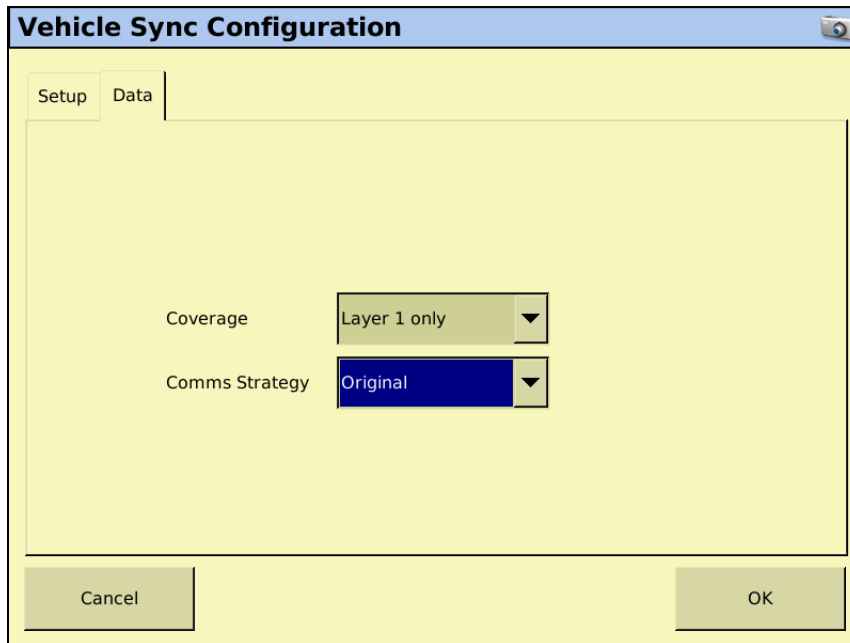 Vehicle Sync Configuration
Setup Data
Coverage Layer 1 only
Comms Strategy Original
Cancel OK